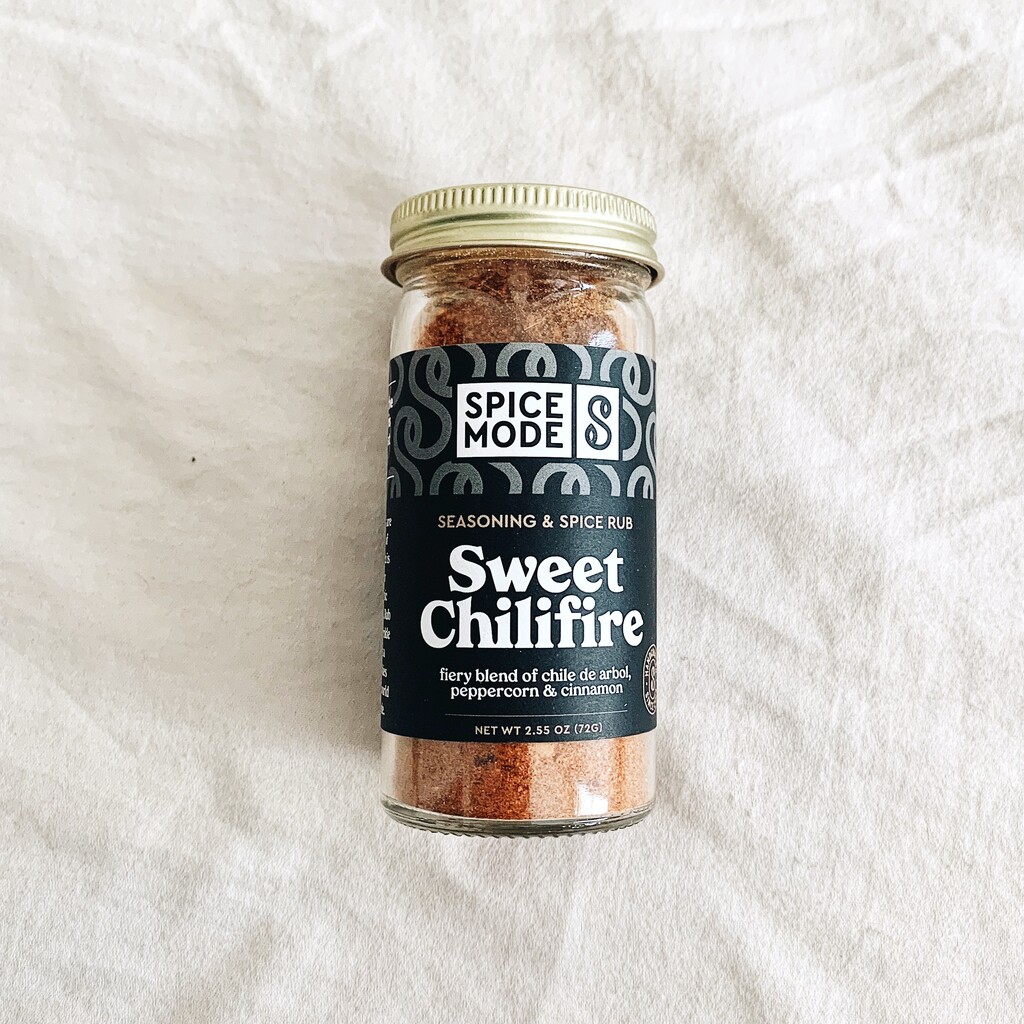 SPICE
MODE
SEASONING & SPICE RUB
Sweet
Chilifire
fiery blend of chile de arbol,
peppercorn & cinnamon
NET WT 2.55 OZ (72G)